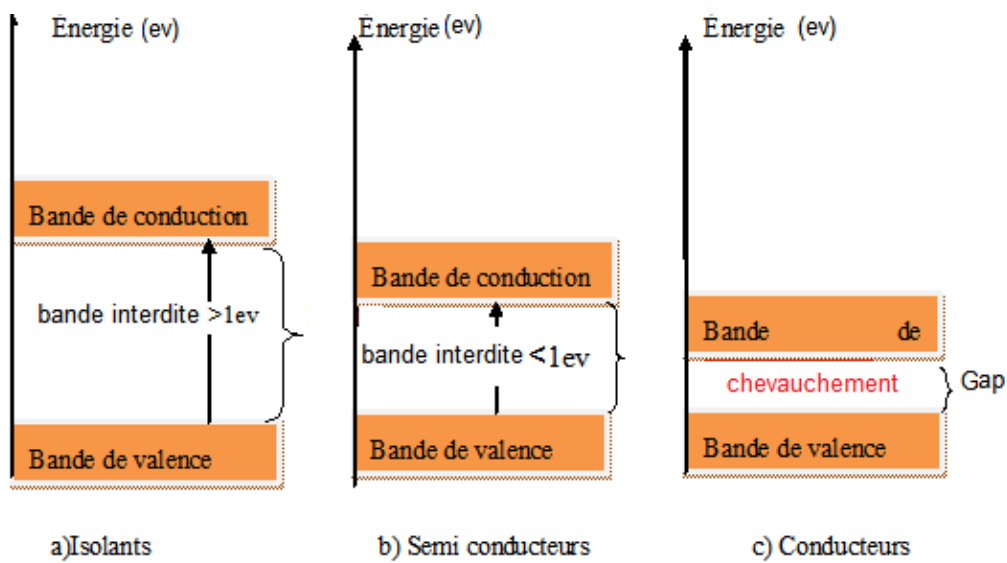 Énergie (ev)
Bande de conduction
bande interdite >1ev
Bande de valence
a)Isolants
Énergie (ev)
Bande de conduction
bande interdite <1ev
Bande de valence
b) Semi conducteurs
Énergie (ev)
Bande de
chevauchement
Gap
Bande de valence
c) Conducteurs